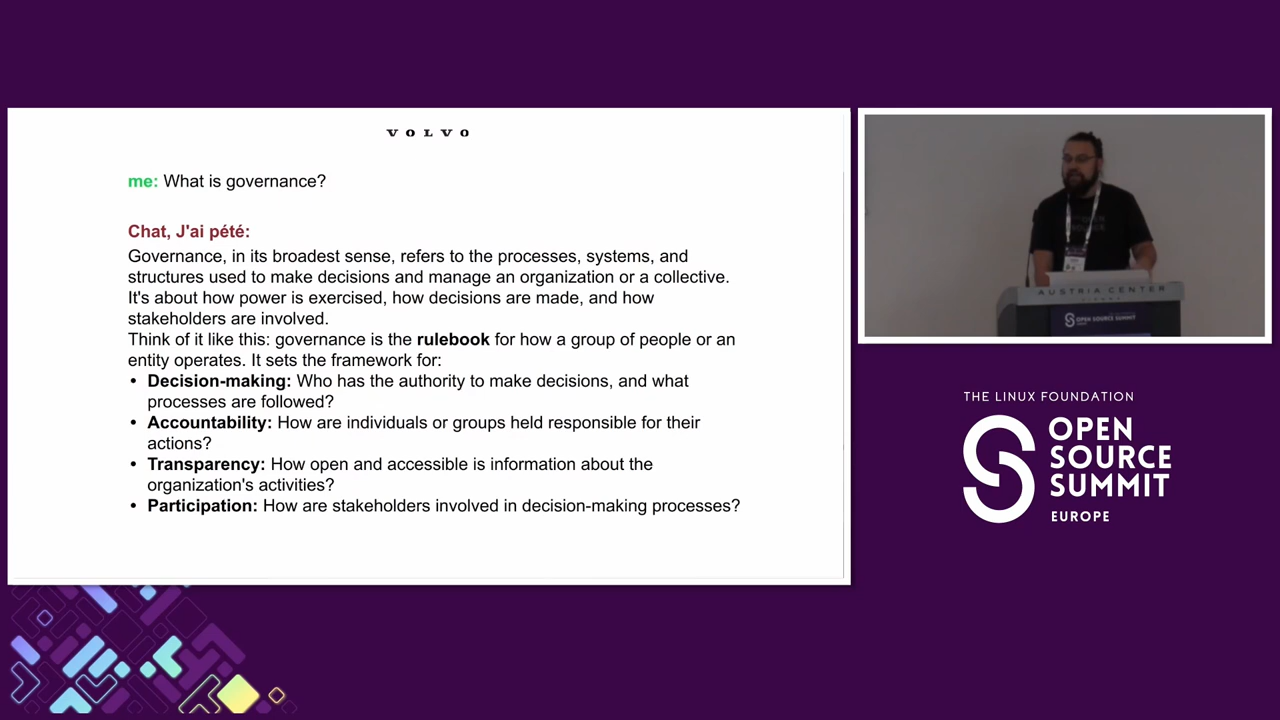 VOLVO
me: What is governance?
Chat, J'ai pété:
Governance, in its broadest sense, refers to the processes, systems, and
structures used to make decisions and manage an organization or a collective.
It's about how power is exercised, how decisions are made, and how
stakeholders are involved.
Think of it like this: governance is the rulebook for how a group of people or an
entity operates. It sets the framework for:
• Decision-making: Who has the authority to make decisions, and what
processes are followed?
• Accountability: How are individuals or groups held responsible for their
actions?
• Transparency: How open and accessible is information about the
organization's activities?
• Participation: How are stakeholders involved in decision-making processes?
AUSTRIA CENTER
OPEN SOURCE SUMMIT
THE LINUX FOUNDATION
OPEN
SOURCE
SUMMIT
EUROPE